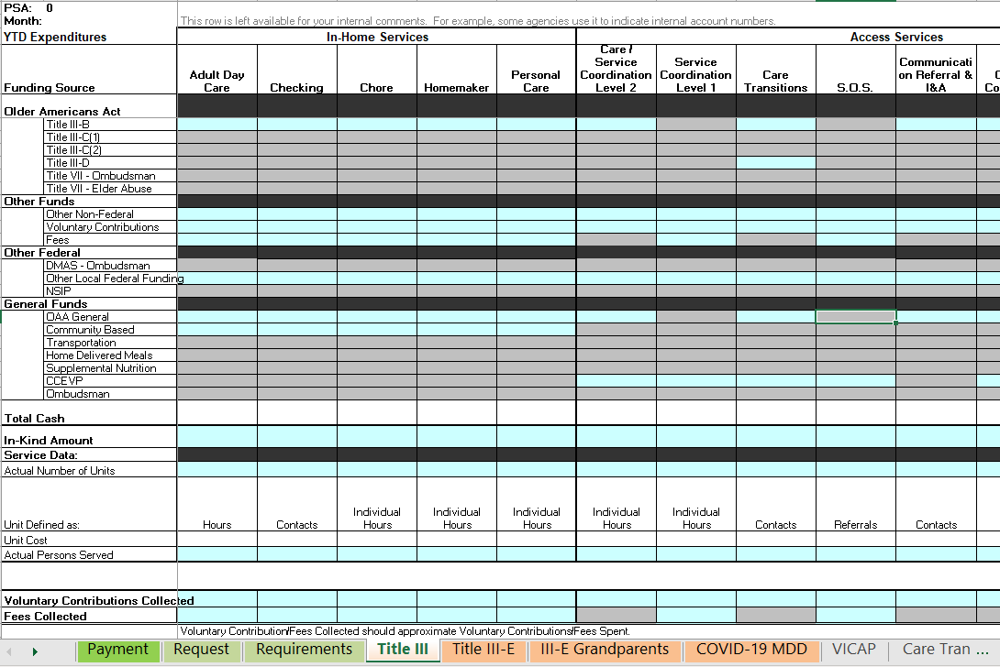 PSA: 0
Month:
This row is left available for your internal comments. For example, some agencies use it to indicate internal account numbers.
YTD Expenditures In-Home Services Access Services
Funding Source
Adult Day
Care
Checking
Chore
Homemaker
Personal
Care
Care /
Service
Coordination
Level 2
Service
Coordination
Level 1
Care
Transitions
S.O.S.
Communicati
on Referral &
I&A
C
Co
Older Americans Act
Title III-B
Title III-C(1)
Title III-C(2)
Title III-D
Title VII - Ombudsman
Title VII - Elder Abuse
Other Funds
Other Non-Federal
Voluntary Contributions
Fees
Other Federal
DMAS - Ombudsman
Other Local Federal Funding
NSIP
General Funds
OAA General
Community Based
Transportation
Home Delivered Meals
Supplemental Nutrition
CCEVP
Ombudsman
Total Cash
In-Kind Amount
Service Data:
Actual Number of Units
Unit Defined as:
Hours
Contacts
Individual
Hours
Individual
Hours
Individual
Hours
Individual
Hours
Individual
Hours
Contacts
Referrals
Contacts
Unit Cost
Actual Persons Served
Voluntary Contributions Collected
Fees Collected
Voluntary Contribution/Fees Collected should approximate Voluntary Contributions/Fees Spent.
Payment Request Requirements Title III Title III-E III-E Grandparents COVID-19 MDD VICAP Care Tran ...